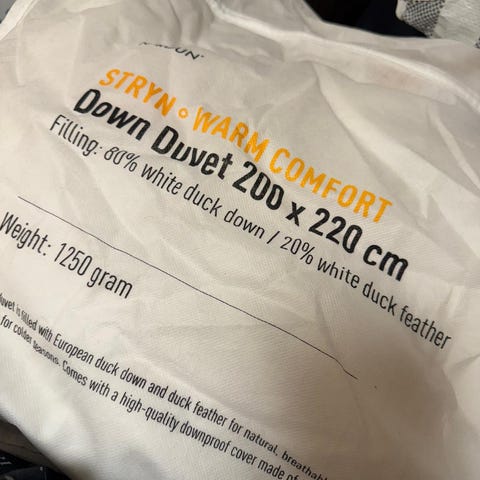 STRYN ° WARM COMFORT
Down Duvet 200 x 220 cm
Filling: 80% white duck down / 20% white duck feather
Weight: 1250 gram
duvet is filled with European duck down and duck feather for natural, breathable
for colder seasons. Comes with a high-quality downproof cover made of